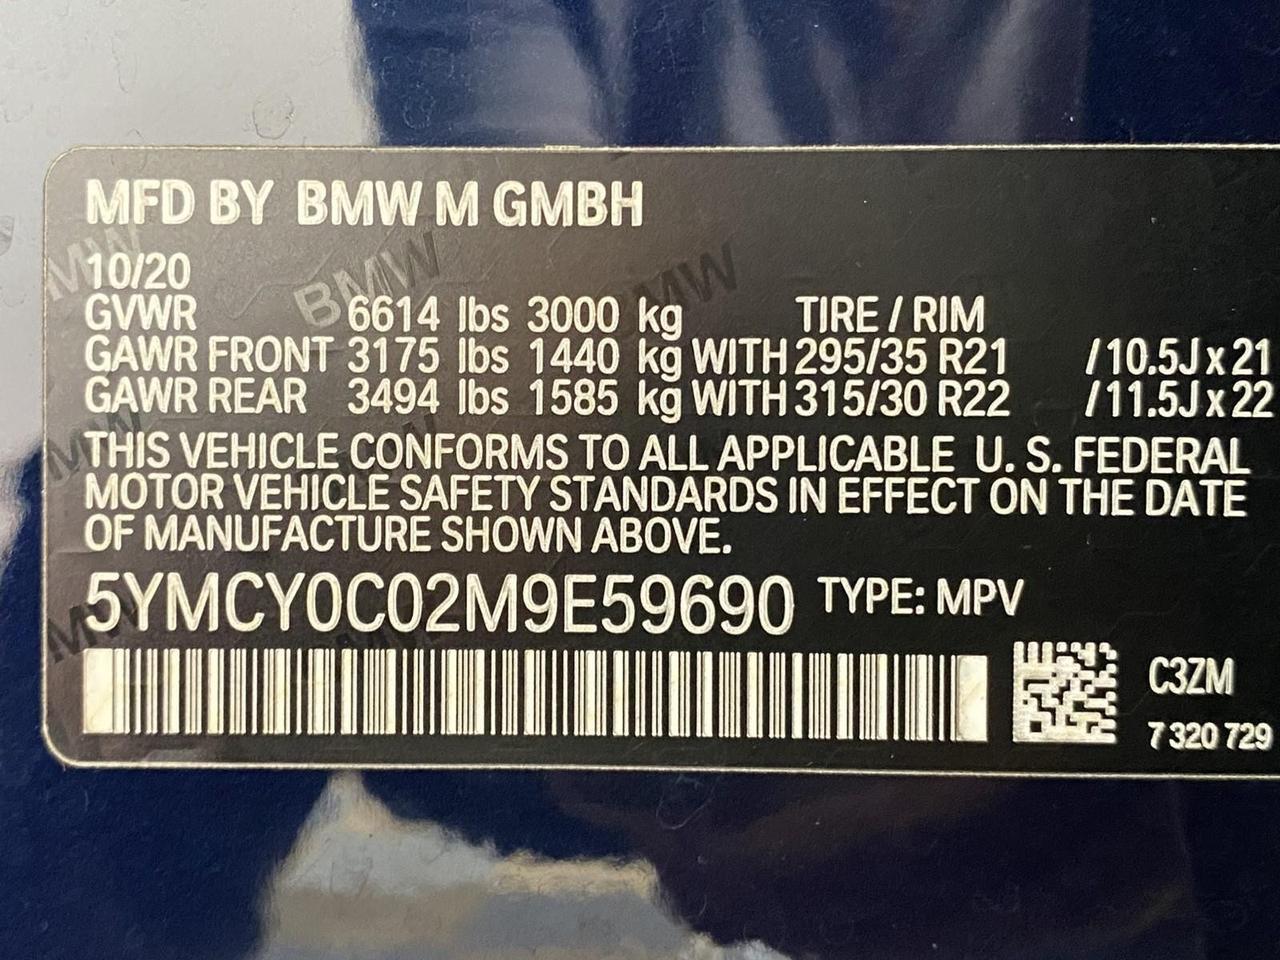 MFD BY BMW M GMBH
10/20
GVWR 6614 lbs 3000 kg TIRE / RIM
GAWR FRONT 3175 lbs 1440 kg WITH 295/35 R21 /10.5J x 21
GAWR REAR 3494 lbs 1585 kg WITH 315/30 R22 /11.5J x 22
THIS VEHICLE CONFORMS TO ALL APPLICABLE U. S. FEDERAL
MOTOR VEHICLE SAFETY STANDARDS IN EFFECT ON THE DATE
OF MANUFACTURE SHOWN ABOVE.
5YMCY0C02M9E59690 TYPE: MPV
C3ZM
7 320 729